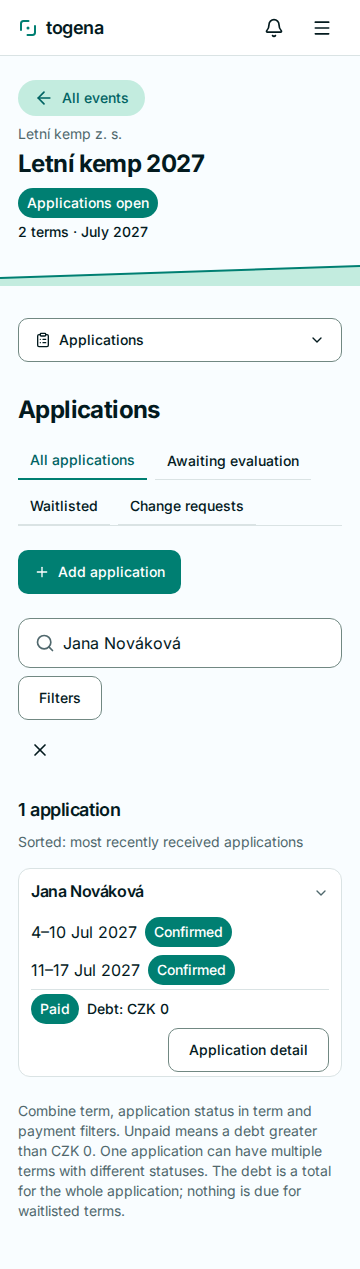 togena
All events
Letní kemp z. s.
Letní kemp 2027
Applications open
2 terms · July 2027
Applications
Applications
All applications
Awaiting evaluation
Waitlisted
Change requests
Add application
Jana Nováková
Filters
1 application
Sorted: most recently received applications
Jana Nováková
4–10 Jul 2027 Confirmed
11–17 Jul 2027 Confirmed
Paid Debt: CZK 0
Application detail
Combine term, application status in term and
payment filters. Unpaid means a debt greater
than CZK 0. One application can have multiple
terms with different statuses. The debt is a total
for the whole application; nothing is due for
waitlisted terms.